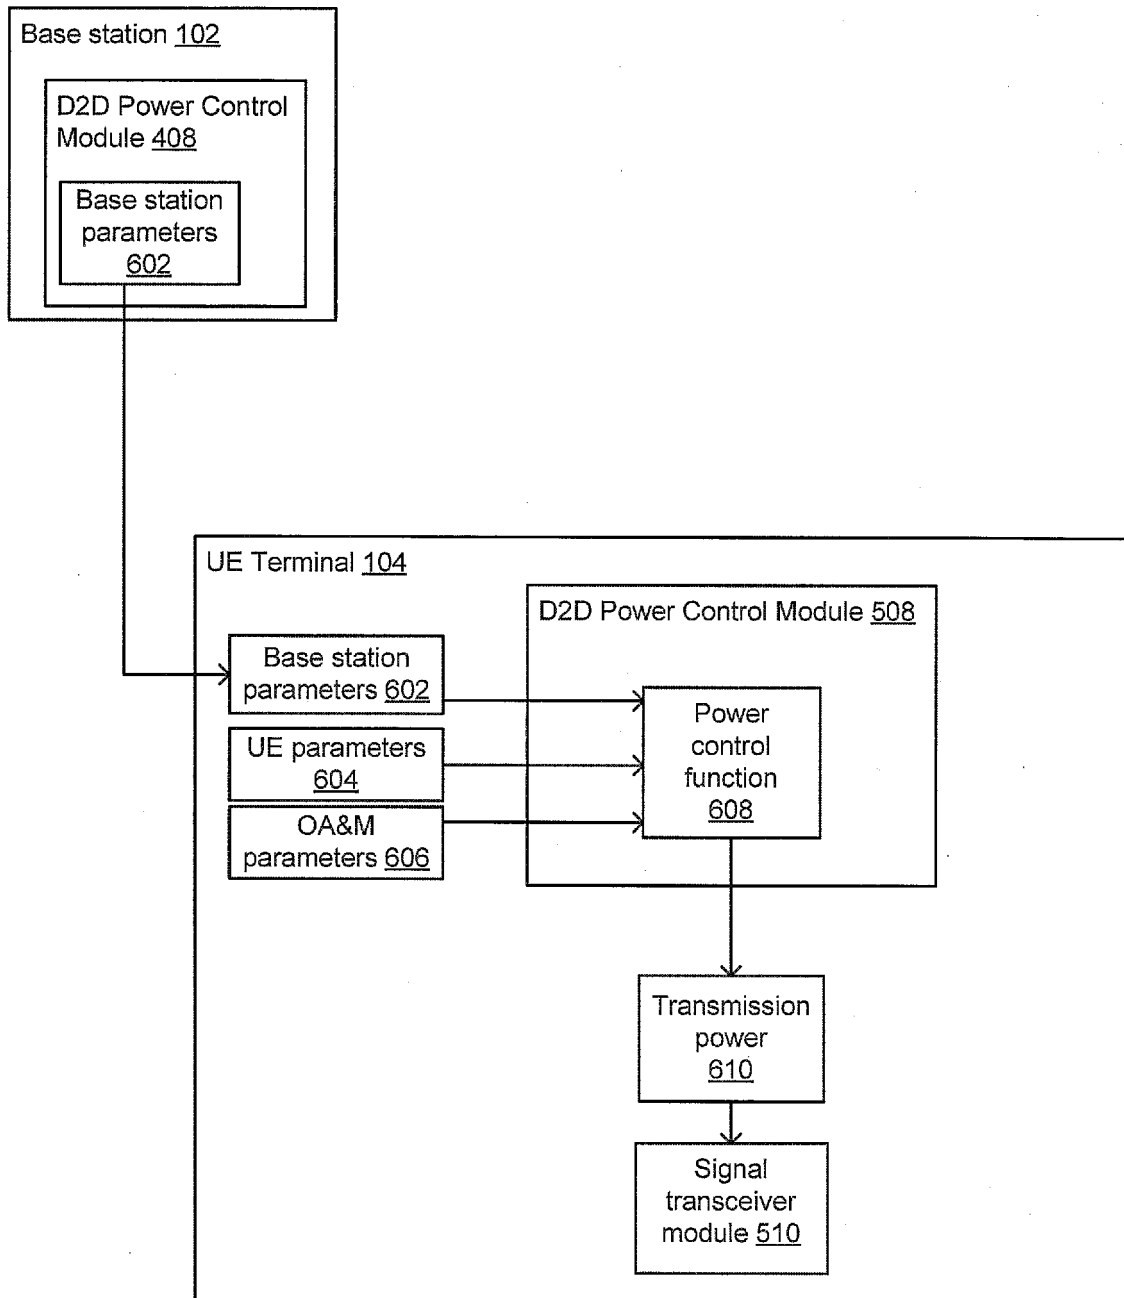 Base station 102
D2D Power Control
Module 408
Base station
parameters
602
UE Terminal 104
D2D Power Control Module 508
Base station
parameters 602
UE parameters
604
OA&M
parameters 606
Power
control
function
608
Transmission
power
610
Signal
transceiver
module 510